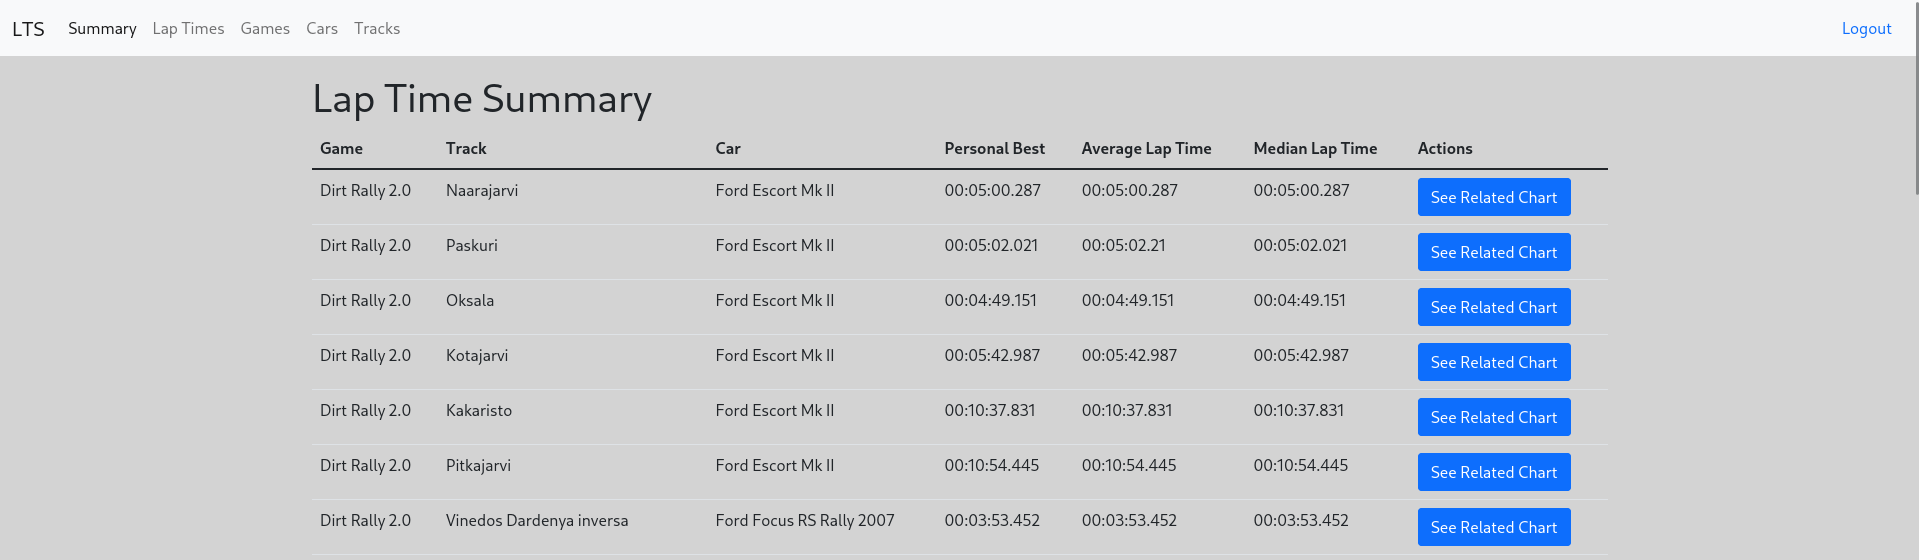 LTS Summary Lap Times Games Cars Tracks Logout
Lap Time Summary
Game Track Car Personal Best Average Lap Time Median Lap Time Actions
Dirt Rally 2.0 Naarajarvi Ford Escort Mk II 00:05:00.287 00:05:00.287 00:05:00.287 See Related Chart
Dirt Rally 2.0 Paskuri Ford Escort Mk II 00:05:02.021 00:05:02.21 00:05:02.021 See Related Chart
Dirt Rally 2.0 Oksala Ford Escort Mk II 00:04:49.151 00:04:49.151 00:04:49.151 See Related Chart
Dirt Rally 2.0 Kotajarvi Ford Escort Mk II 00:05:42.987 00:05:42.987 00:05:42.987 See Related Chart
Dirt Rally 2.0 Kakaristo Ford Escort Mk II 00:10:37.831 00:10:37.831 00:10:37.831 See Related Chart
Dirt Rally 2.0 Pitkajarvi Ford Escort Mk II 00:10:54.445 00:10:54.445 00:10:54.445 See Related Chart
Dirt Rally 2.0 Vinedos Dardenya inversa Ford Focus RS Rally 2007 00:03:53.452 00:03:53.452 00:03:53.452 See Related Chart